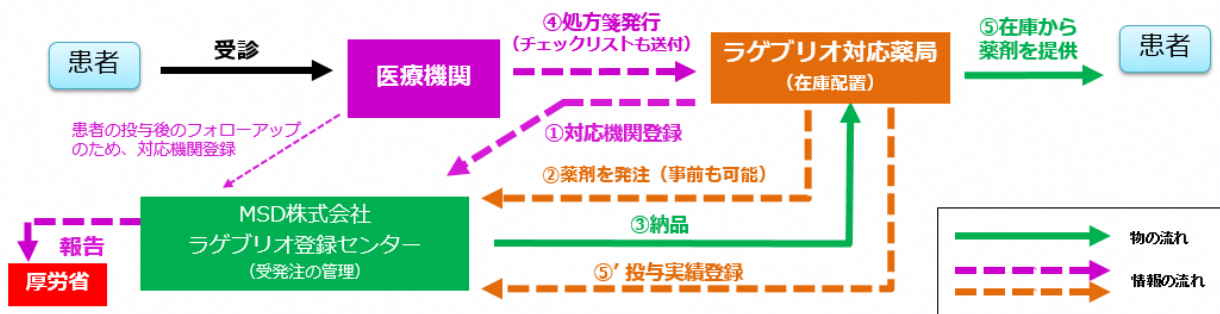 患者
受診
医療機関
④処方箋発行
（チェックリストも送付）
ラゲブリオ対応薬局
（在庫配置）
⑤在庫から
薬剤を提供
患者
患者の投与後のフォローアップ
のため、対応機関登録
①対応機関登録
②薬剤を発注（事前も可能）
MSD株式会社
ラゲブリオ登録センター
（受発注の管理）
③納品
⑤’投与実績登録
報告
厚労省
物の流れ
情報の流れ